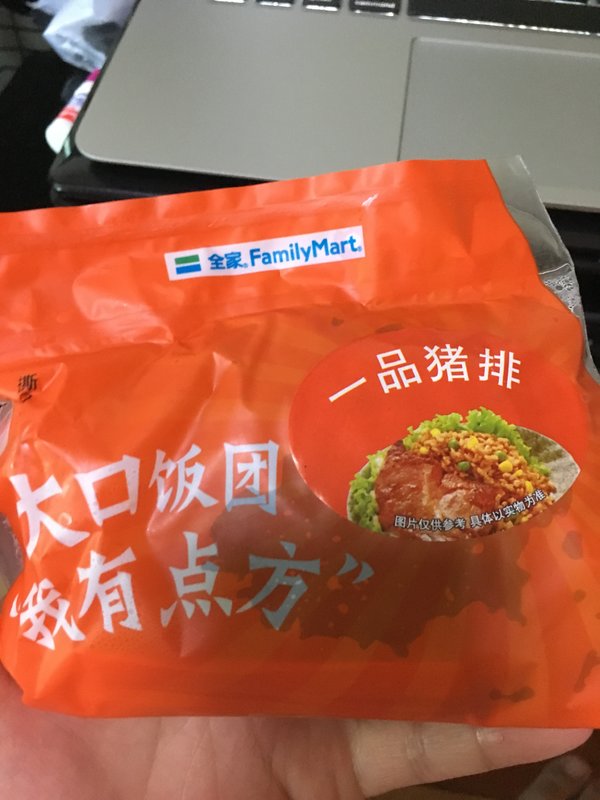 全家 FamilyMart
一品猪排
图片仅供参考 具体以实物为准
撕
大口饭团
“我有点方”